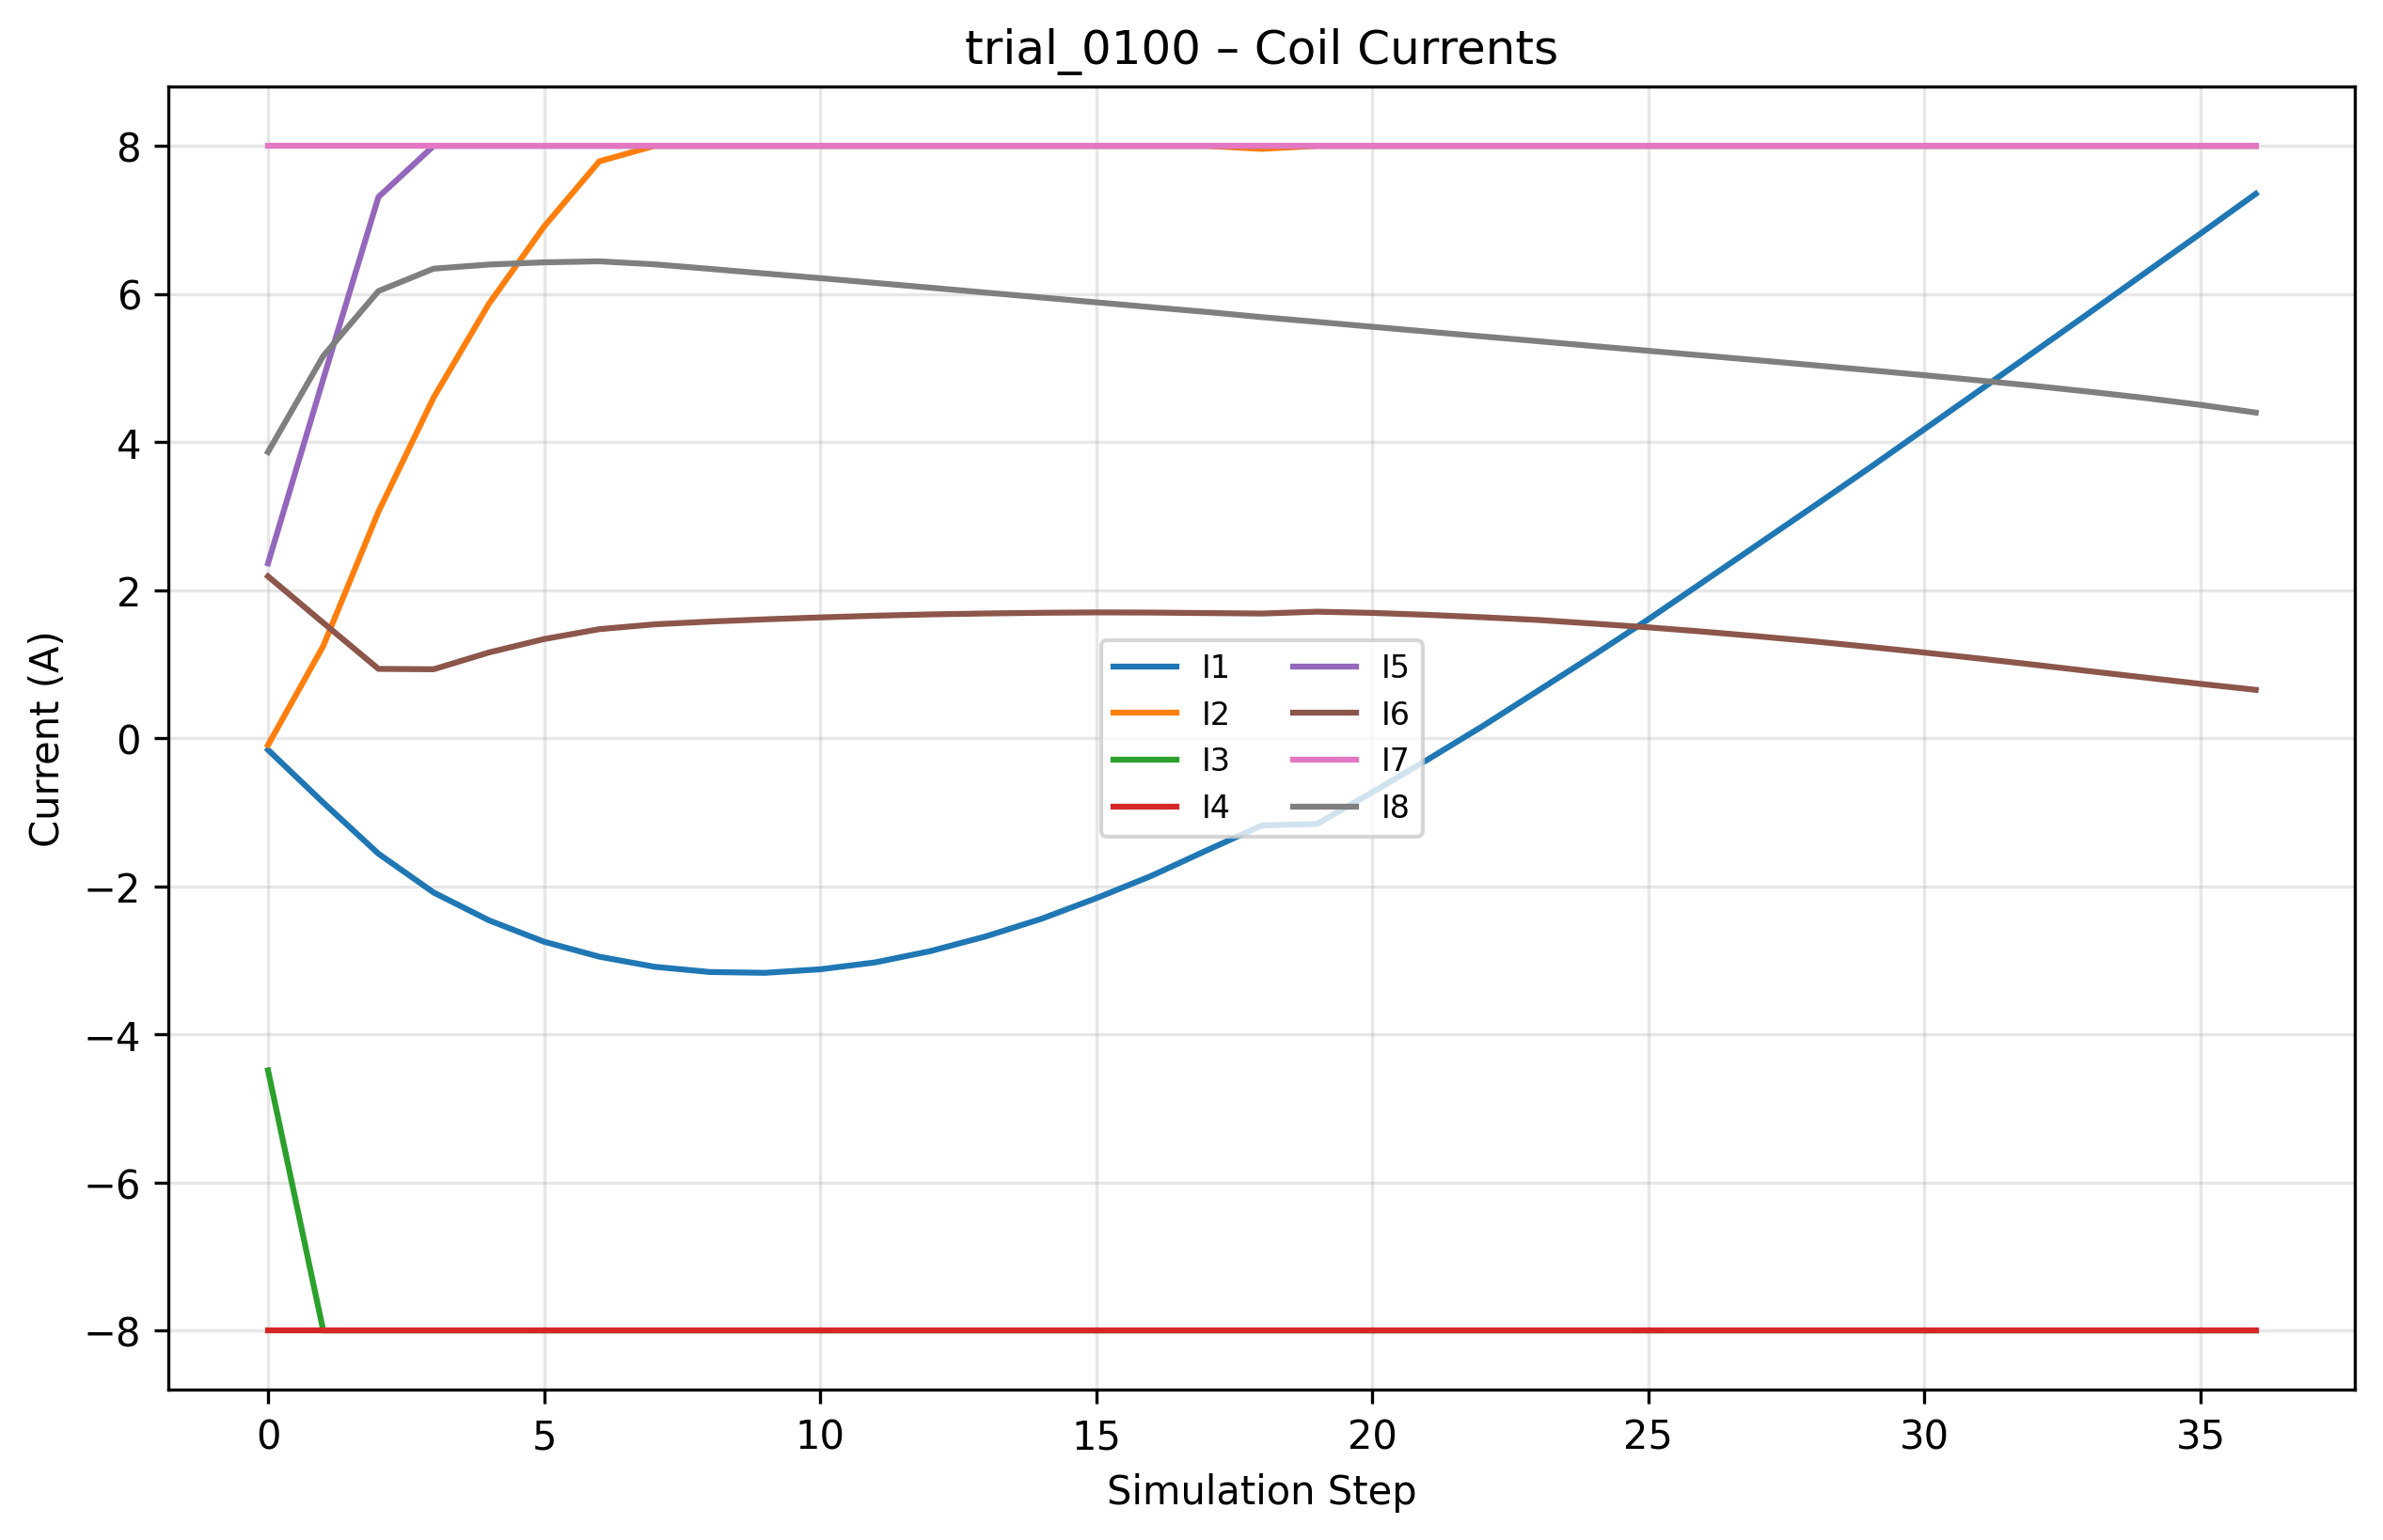 trial_0100 – Coil Currents
Current (A)
8
6
4
2
0
−2
−4
−6
−8
I1
I2
I3
I4
I5
I6
I7
I8
0 5 10 15 20 25 30 35
Simulation Step